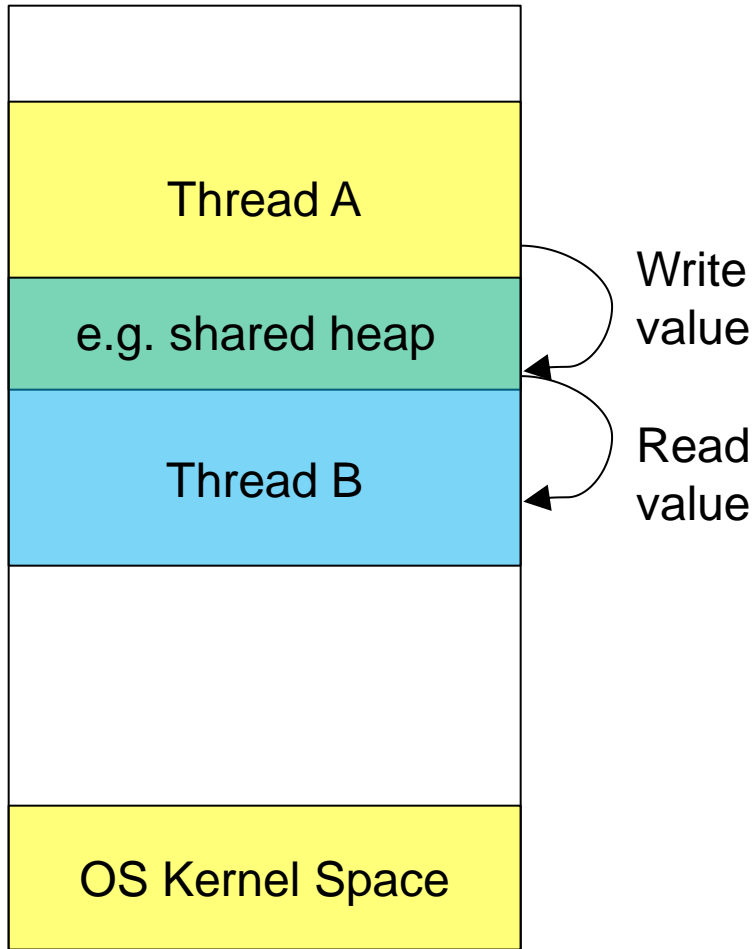 Thread A
Write
value
e.g. shared heap
Read
value
Thread B
OS Kernel Space